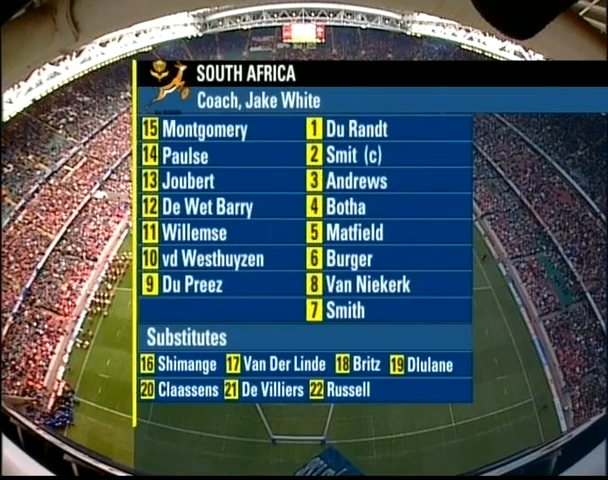 SOUTH AFRICA
Coach, Jake White
15 Montgomery
14 Paulse
13 Joubert
12 De Wet Barry
11 Willemse
10 vd Westhuyzen
9 Du Preez
1 Du Randt
2 Smit (c)
3 Andrews
4 Botha
5 Matfield
6 Burger
8 Van Niekerk
7 Smith
Substitutes
16 Shimange 17 Van Der Linde 18 Britz 19 Dlulane
20 Claassens 21 De Villiers 22 Russell